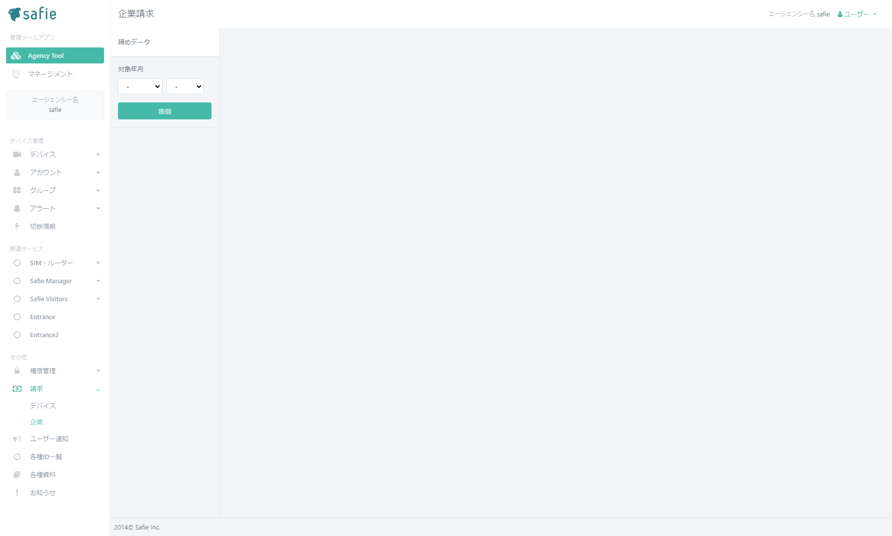 safie
管理ツールアプリ
Agency Tool
マネージメント
エージェンシー名
safie
デバイス管理
デバイス
アカウント
グループ
アラート
切断情報
関連サービス
SIM・ルーター
Safie Manager
Safie Visitors
Entrance
Entrance2
その他
権限管理
請求
デバイス
企業
ユーザー通知
各種ID一覧
各種資料
お知らせ
企業請求
エージェンシー名 safie
ユーザー
締めデータ
対象年月
-
-
取得
2014© Safie Inc.